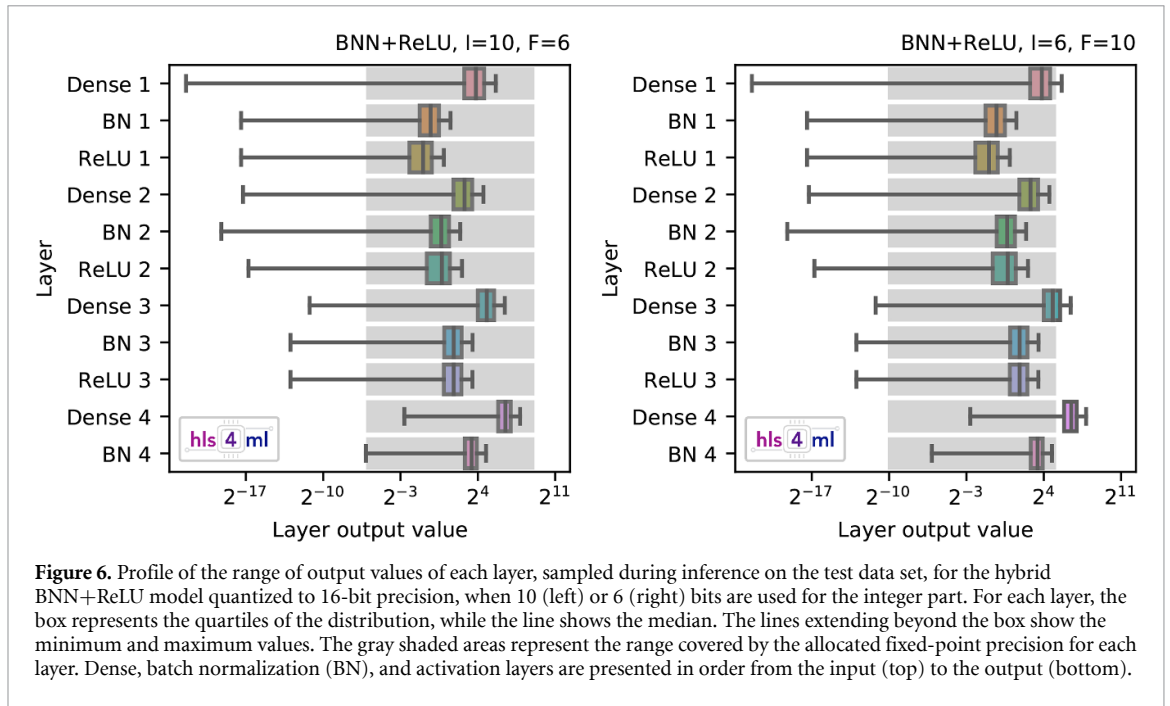 BNN+ReLU, I=10, F=6
Dense 1
BN 1
ReLU 1
Dense 2
BN 2
ReLU 2
Dense 3
BN 3
ReLU 3
Dense 4
BN 4
Layer
hls 4 ml
2⁻¹⁷ 2⁻¹⁰ 2⁻³ 2⁴ 2¹¹
Layer output value
BNN+ReLU, I=6, F=10
Dense 1
BN 1
ReLU 1
Dense 2
BN 2
ReLU 2
Dense 3
BN 3
ReLU 3
Dense 4
BN 4
Layer
hls 4 ml
2⁻¹⁷ 2⁻¹⁰ 2⁻³ 2⁴ 2¹¹
Layer output value
Figure 6. Profile of the range of output values of each layer, sampled during inference on the test data set, for the hybrid
BNN+ReLU model quantized to 16-bit precision, when 10 (left) or 6 (right) bits are used for the integer part. For each layer, the
box represents the quartiles of the distribution, while the line shows the median. The lines extending beyond the box show the
minimum and maximum values. The gray shaded areas represent the range covered by the allocated fixed-point precision for each
layer. Dense, batch normalization (BN), and activation layers are presented in order from the input (top) to the output (bottom).